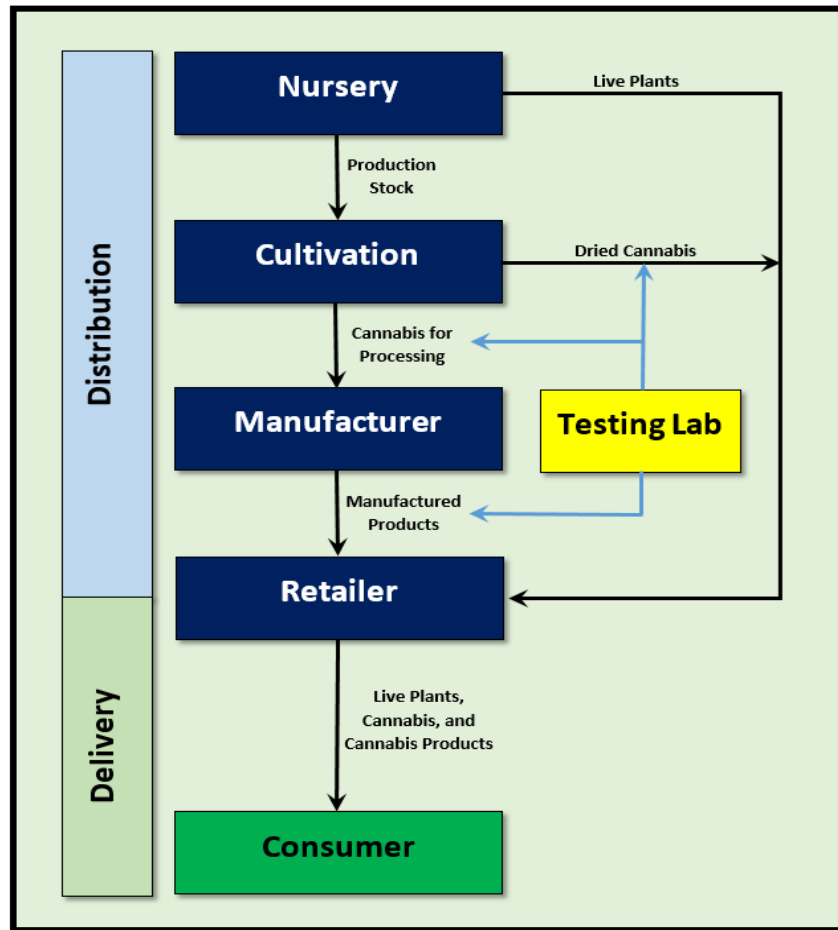 Nursery
Live Plants
Production
Stock
Cultivation
Dried Cannabis
Cannabis for
Processing
Manufacturer
Testing Lab
Manufactured
Products
Retailer
Live Plants,
Cannabis, and
Cannabis Products
Consumer
Distribution
Delivery